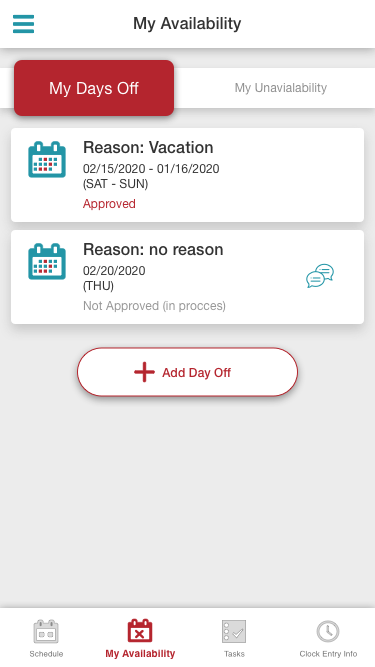 My Availability
My Days Off
My Unavialability
Reason: Vacation
02/15/2020 - 01/16/2020
(SAT - SUN)
Approved
Reason: no reason
02/20/2020
(THU)
Not Approved (in procces)
Add Day Off
Schedule
My Availability
Tasks
Clock Entry Info